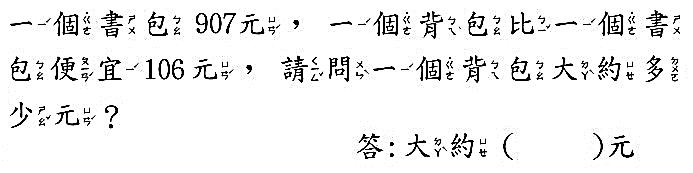 一個書包 907元，一個背包比一個書
包便宜106元，請問一個背包大約多
少元？
答：大約（　　）元